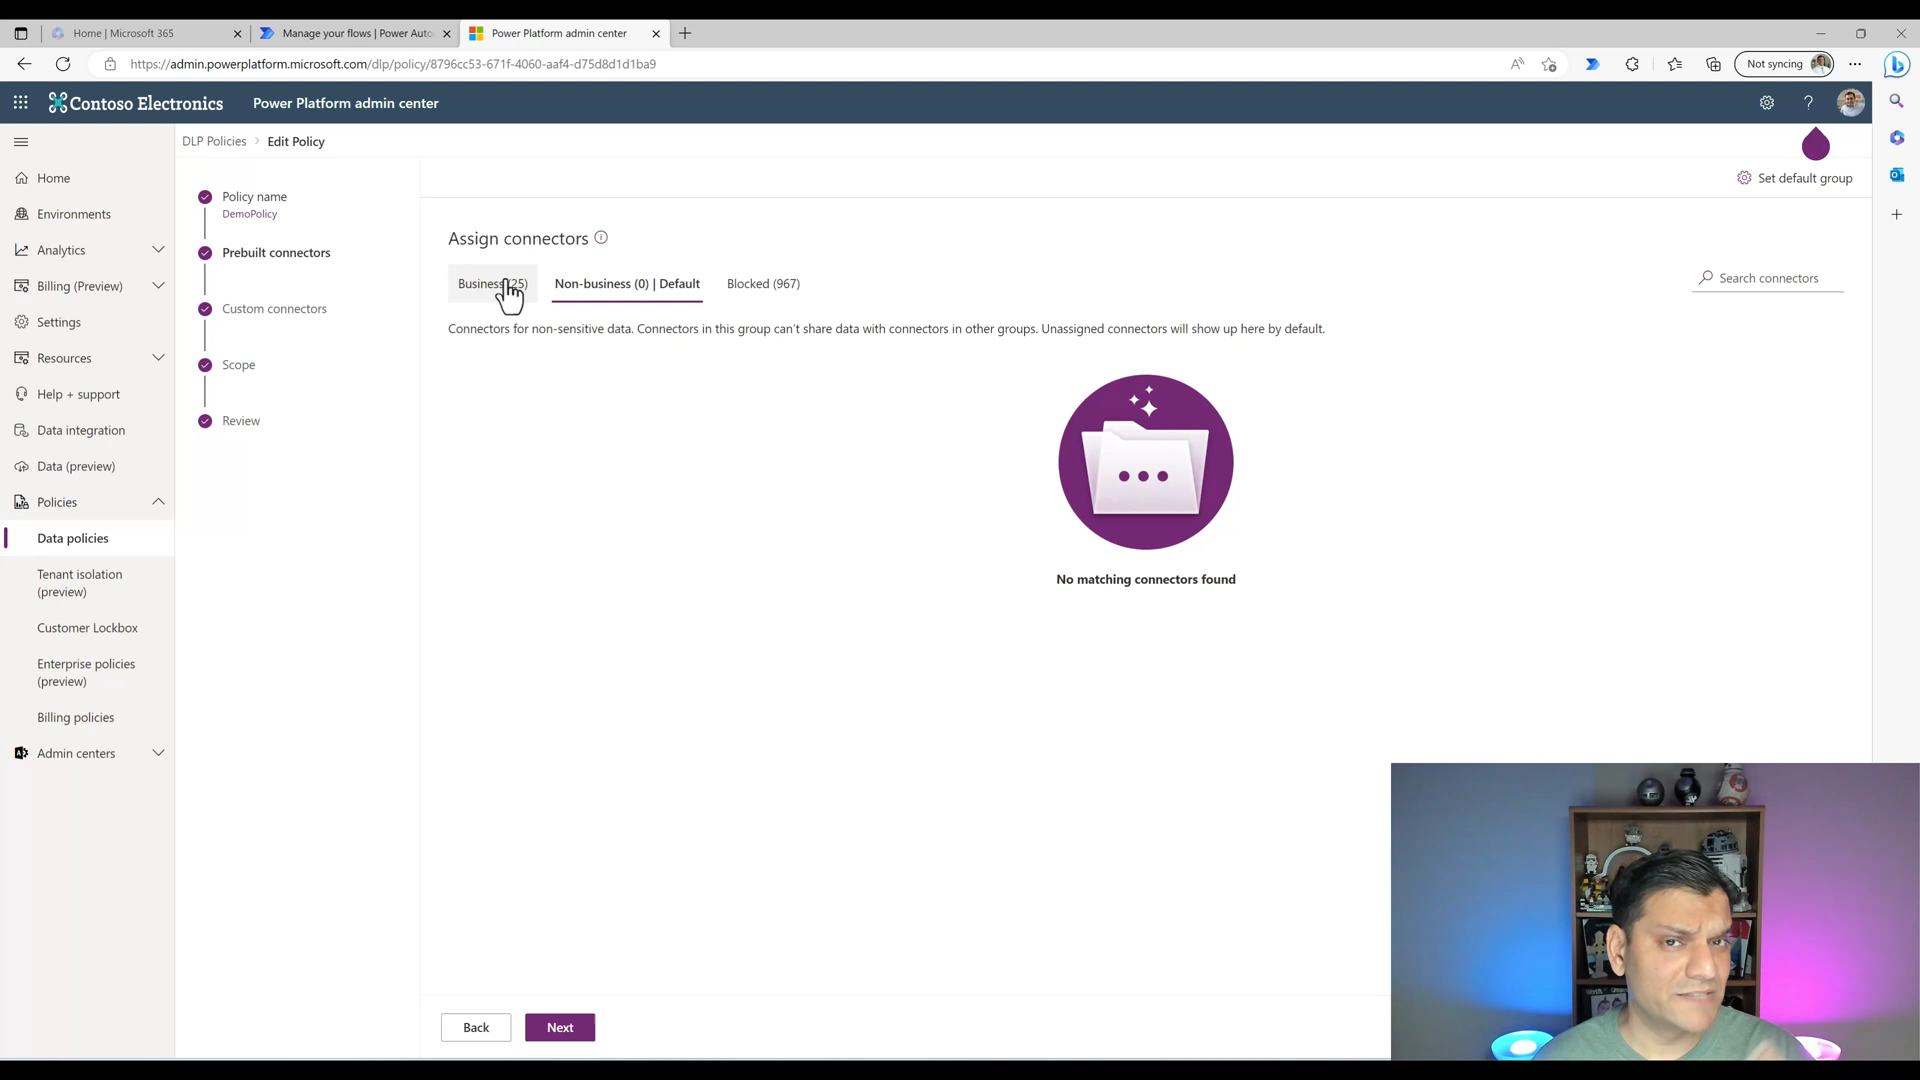 Home | Microsoft 365
Manage your flows | Power Auto
Power Platform admin center
https://admin.powerplatform.microsoft.com/dlp/policy/8796cc53-671f-4060-aaf4-d75d8d1d1ba9
Not syncing
Contoso Electronics
Power Platform admin center
DLP Policies > Edit Policy
Set default group
Home
Environments
Analytics
Billing (Preview)
Settings
Resources
Help + support
Data integration
Data (preview)
Policies
Data policies
Tenant isolation
(preview)
Customer Lockbox
Enterprise policies
(preview)
Billing policies
Admin centers
Policy name
DemoPolicy
Prebuilt connectors
Custom connectors
Scope
Review
Assign connectors
Business (25)
Non-business (0) | Default
Blocked (967)
Search connectors
Connectors for non-sensitive data. Connectors in this group can't share data with connectors in other groups. Unassigned connectors will show up here by default.
No matching connectors found
Back
Next